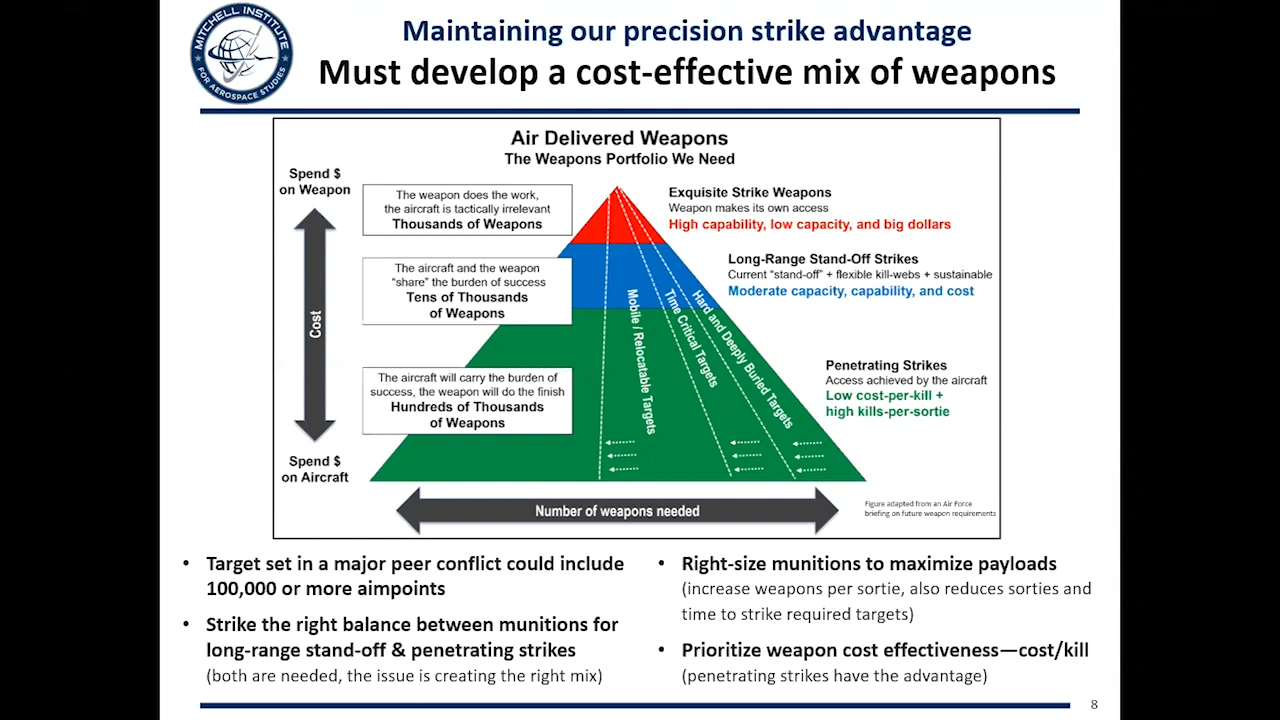 MITCHELL INSTITUTE
FOR AEROSPACE STUDIES
Maintaining our precision strike advantage
Must develop a cost-effective mix of weapons
Air Delivered Weapons
The Weapons Portfolio We Need
Spend $
on Weapon
Cost
Spend $
on Aircraft
The weapon does the work,
the aircraft is tactically irrelevant
Thousands of Weapons
The aircraft and the weapon
“share” the burden of success
Tens of Thousands
of Weapons
The aircraft will carry the burden of
success, the weapon will do the finish
Hundreds of Thousands
of Weapons
Mobile / Relocatable Targets
Time Critical Targets
Hard and Deeply Buried Targets
Exquisite Strike Weapons
Weapon makes its own access
High capability, low capacity, and big dollars
Long-Range Stand-Off Strikes
Current “stand-off” + flexible kill-webs + sustainable
Moderate capacity, capability, and cost
Penetrating Strikes
Access achieved by the aircraft
Low cost-per-kill +
high kills-per-sortie
Number of weapons needed
Figure adapted from an Air Force
briefing on future weapon requirements
• Target set in a major peer conflict could include
100,000 or more aimpoints
• Strike the right balance between munitions for
long-range stand-off & penetrating strikes
(both are needed, the issue is creating the right mix)
• Right-size munitions to maximize payloads
(increase weapons per sortie, also reduces sorties and
time to strike required targets)
• Prioritize weapon cost effectiveness—cost/kill
(penetrating strikes have the advantage)
8